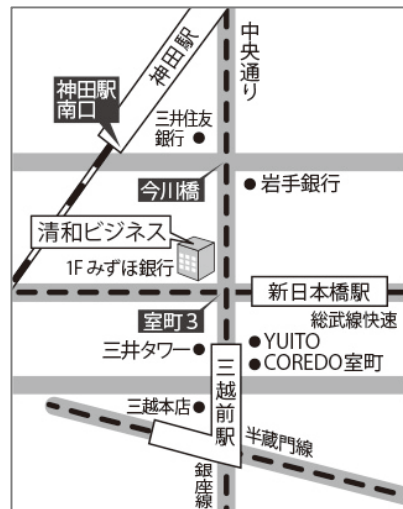 中央通り
神田駅
神田駅
南口
三井住友
銀行
今川橋
岩手銀行
清和ビジネス
1F みずほ銀行
新日本橋駅
総武線快速
室町3
三井タワー
YUITO
COREDO室町
三越前駅
三越本店
半蔵門線
銀座線